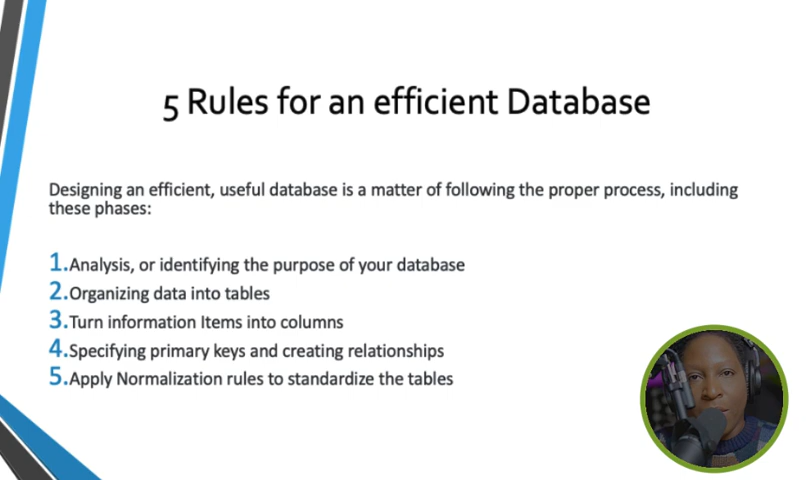 5 Rules for an efficient Database
Designing an efficient, useful database is a matter of following the proper process, including
these phases:
1.Analysis, or identifying the purpose of your database
2.Organizing data into tables
3.Turn information Items into columns
4.Specifying primary keys and creating relationships
5.Apply Normalization rules to standardize the tables